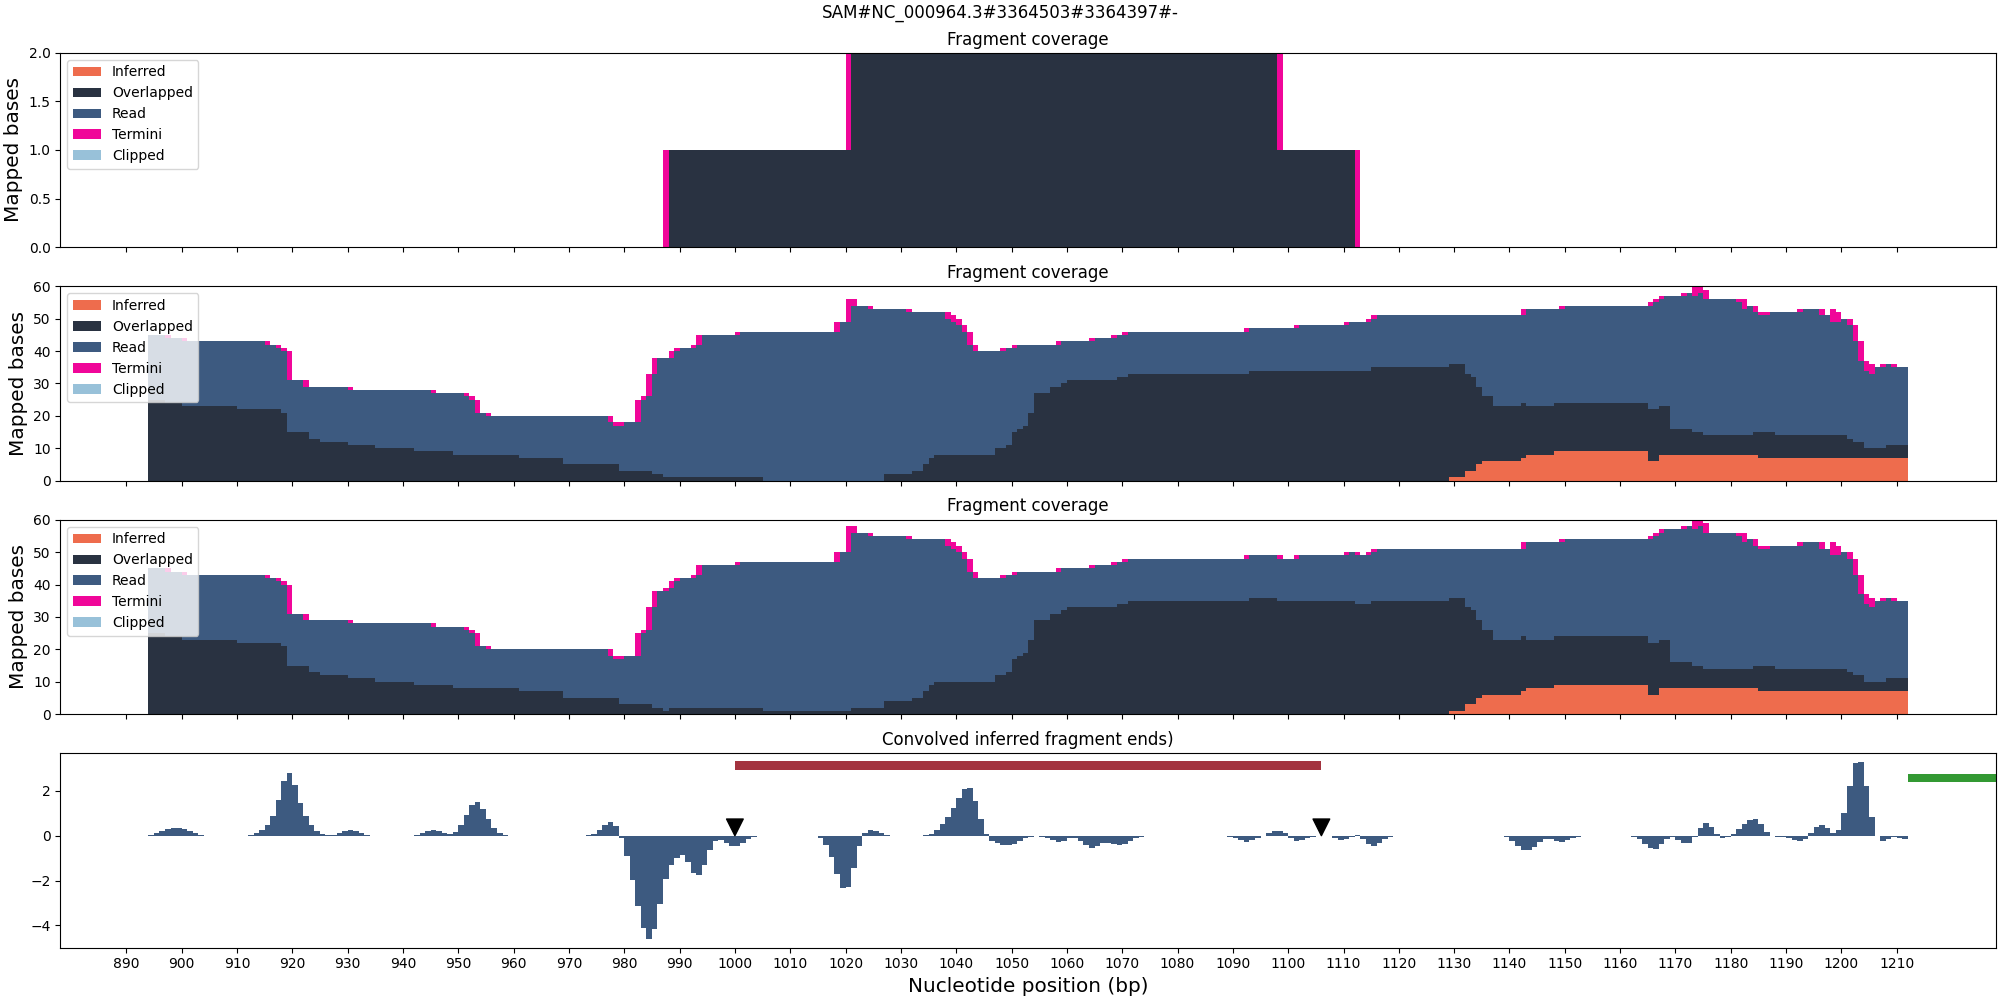 SAM#NC_000964.3#3364503#3364397#-
Fragment coverage
2.0
1.5
1.0
0.5
0.0
Mapped bases
Inferred
Overlapped
Read
Termini
Clipped
Fragment coverage
60
50
40
30
20
10
0
Mapped bases
Inferred
Overlapped
Read
Termini
Clipped
Fragment coverage
60
50
40
30
20
10
0
Mapped bases
Inferred
Overlapped
Read
Termini
Clipped
Convolved inferred fragment ends)
2
0
−2
−4
890 900 910 920 930 940 950 960 970 980 990 1000 1010 1020 1030 1040 1050 1060 1070 1080 1090 1100 1110 1120 1130 1140 1150 1160 1170 1180 1190 1200 1210
Nucleotide position (bp)